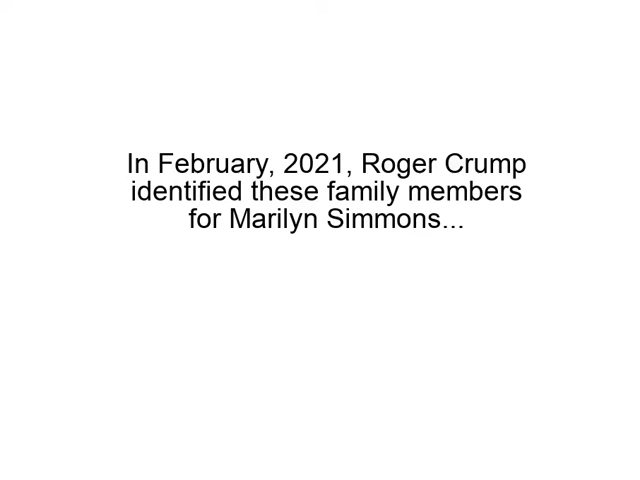 In February, 2021, Roger Crump
identified these family members
for Marilyn Simmons...